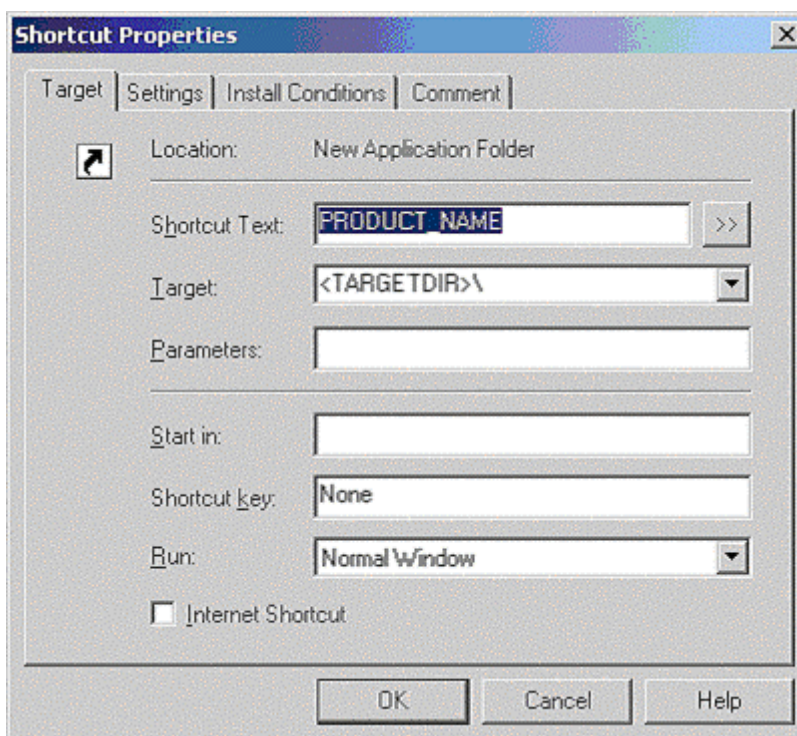 Shortcut Properties
Target Settings Install Conditions Comment
Location: New Application Folder
Shortcut Text: PRODUCT_NAME >>
Target: <TARGETDIR>\
Parameters:
Start in:
Shortcut key: None
Run: Normal Window
Internet Shortcut
OK Cancel Help